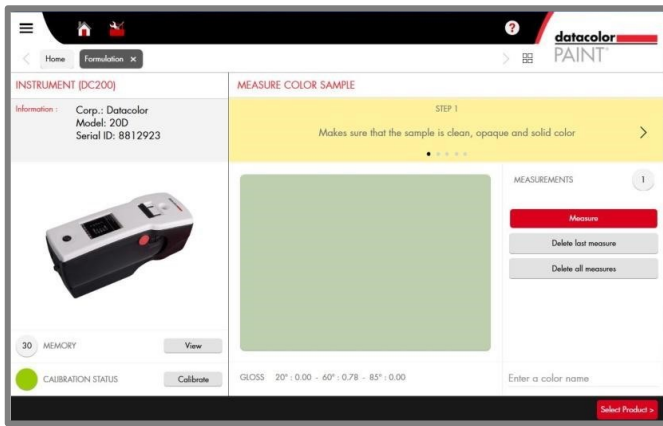 ?
datacolor
PAINT
Home
Formulation ×
INSTRUMENT (DC200)
MEASURE COLOR SAMPLE
Information :
Corp.: Datacolor
Model: 20D
Serial ID: 8812923
STEP 1
Makes sure that the sample is clean, opaque and solid color
MEASUREMENTS
1
Measure
Delete last measure
Delete all measures
30 MEMORY
View
CALIBRATION STATUS
Calibrate
GLOSS 20° : 0.00 - 60° : 0.78 - 85° : 0.00
Enter a color name
Select Product >